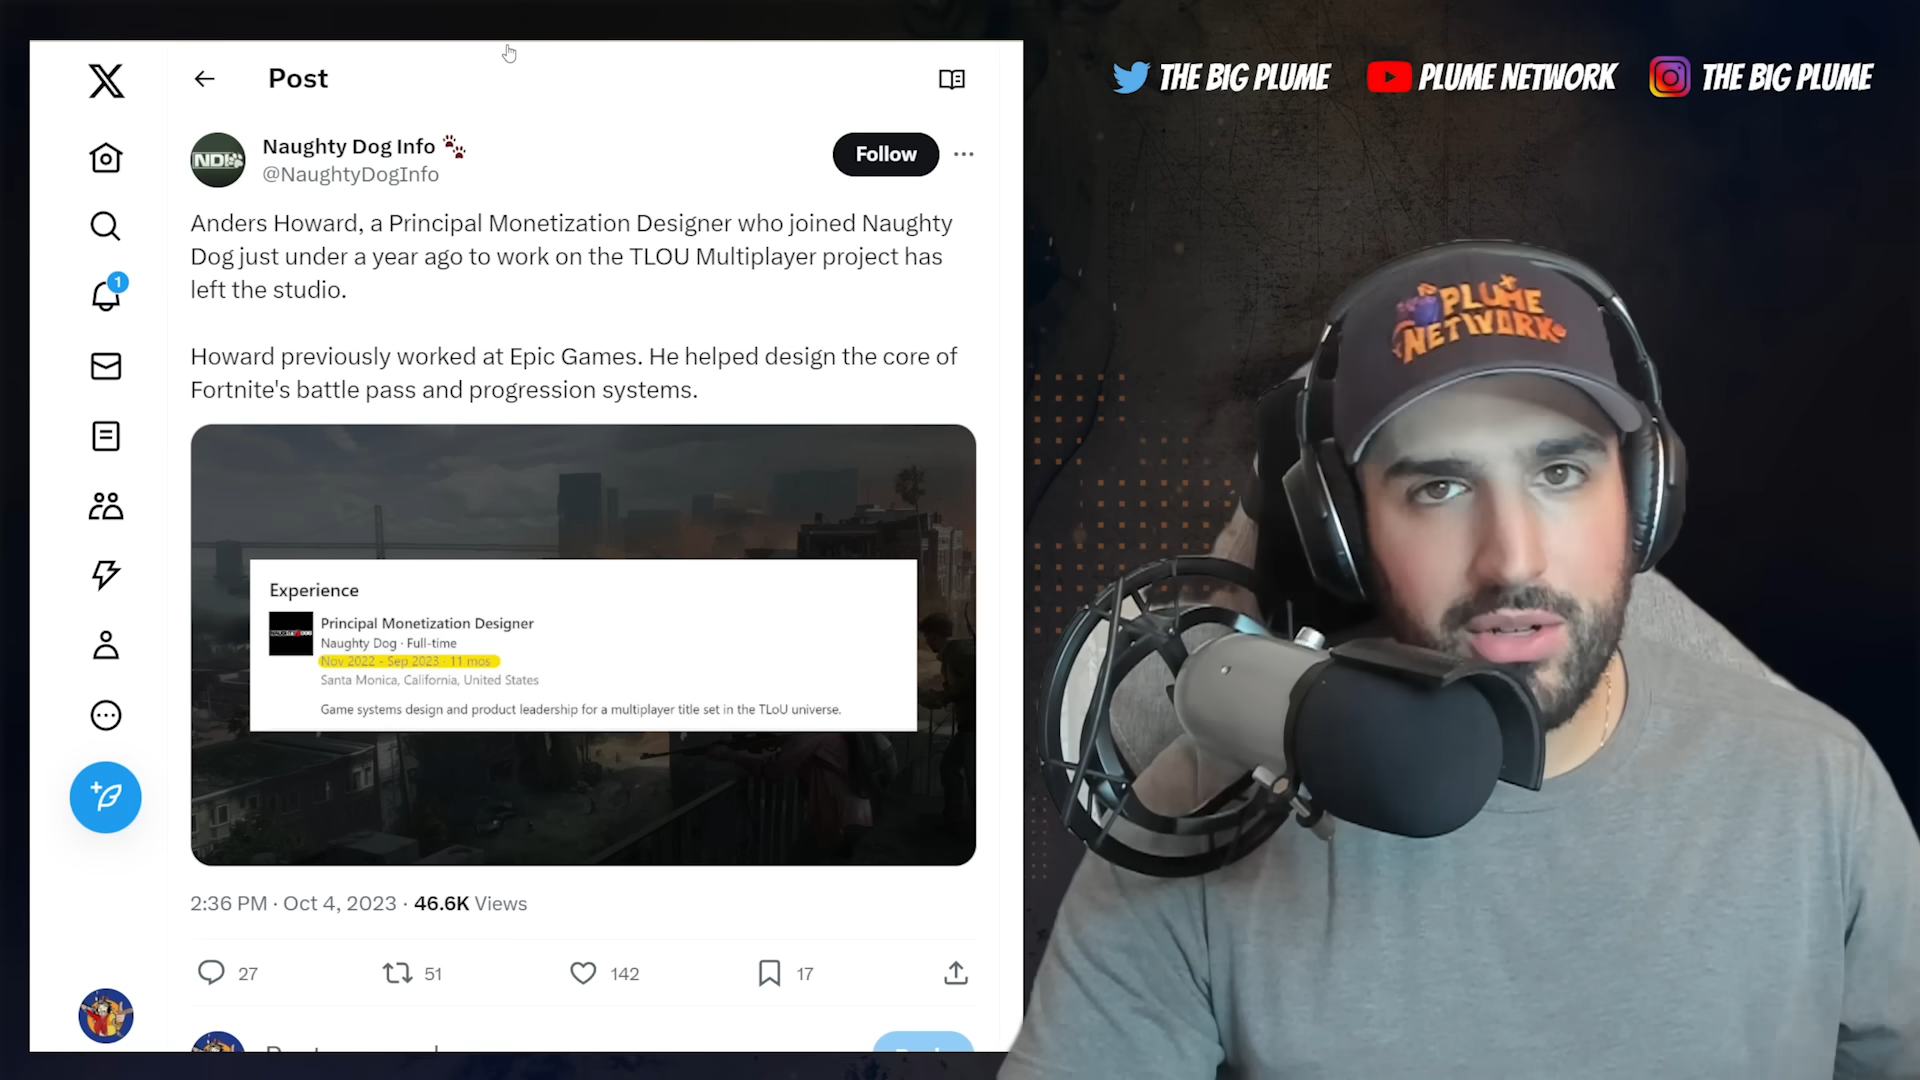 Post
THE BIG PLUME
PLUME NETWORK
THE BIG PLUME
Naughty Dog Info
@NaughtyDogInfo
Follow
1
Anders Howard, a Principal Monetization Designer who joined Naughty
Dog just under a year ago to work on the TLOU Multiplayer project has
left the studio.
Howard previously worked at Epic Games. He helped design the core of
Fortnite's battle pass and progression systems.
PLUME
NETWORK
Experience
Principal Monetization Designer
Naughty Dog · Full-time
Nov 2022 - Sep 2023 · 11 mos
Santa Monica, California, United States
Game systems design and product leadership for a multiplayer title set in the TLoU universe.
2:36 PM · Oct 4, 2023 · 46.6K Views
27
51
142
17